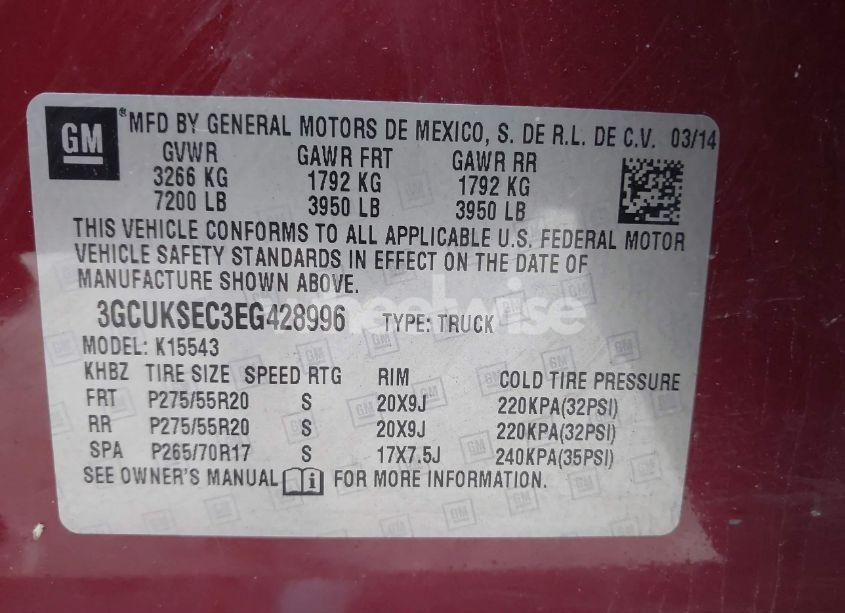 GM ®MFD BY GENERAL MOTORS DE MEXICO, S. DE R.L. DE C.V. 03/14
GVWR GAWR FRT GAWR RR
3266 KG 1792 KG 1792 KG
7200 LB 3950 LB 3950 LB
THIS VEHICLE CONFORMS TO ALL APPLICABLE U.S. FEDERAL MOTOR
VEHICLE SAFETY STANDARDS IN EFFECT ON THE DATE OF
MANUFACTURE SHOWN ABOVE.
3GCUKSEC3EG428996 TYPE: TRUCK
MODEL: K15543
KHBZ TIRE SIZE SPEED RTG RIM COLD TIRE PRESSURE
FRT P275/55R20 S 20X9J 220KPA(32PSI)
RR P275/55R20 S 20X9J 220KPA(32PSI)
SPA P265/70R17 S 17X7.5J 240KPA(35PSI)
SEE OWNER'S MANUAL i FOR MORE INFORMATION.